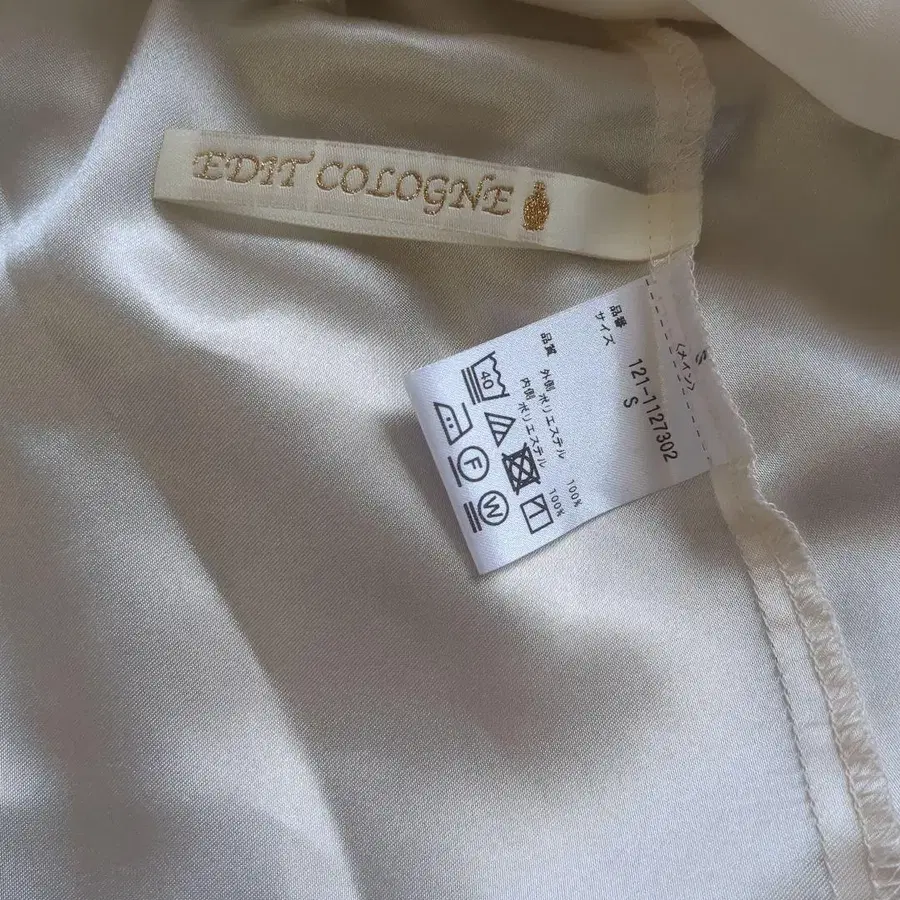 EDIT COLOGNE
S
〈メイン〉
品番 121-1127302
サイズ S
品質 外側 ポリエステル 100%
内側 ポリエステル 100%
40
F
W